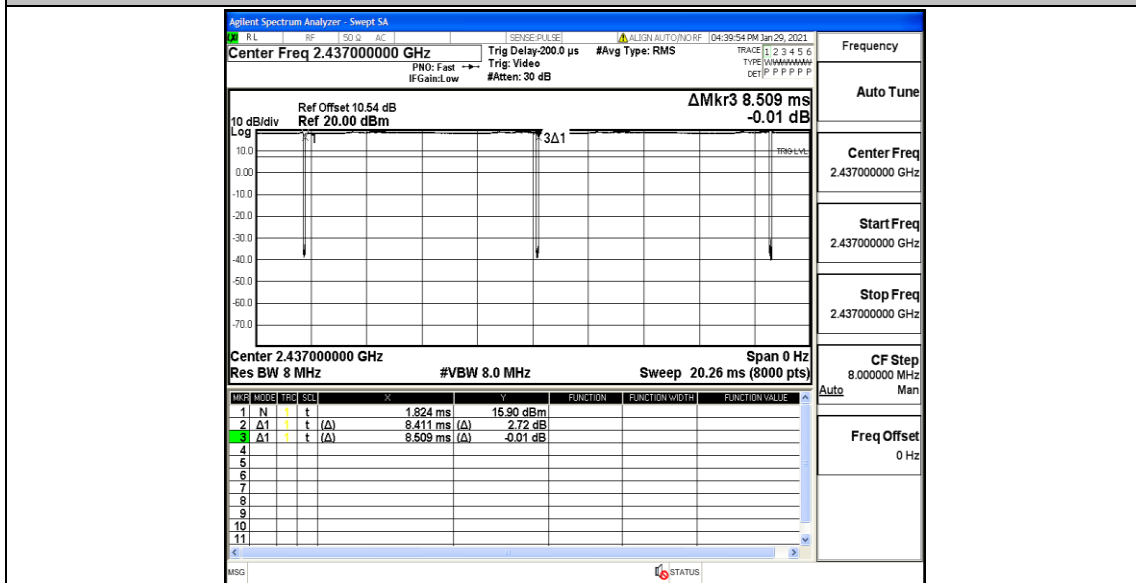 Agilent Spectrum Analyzer - Swept SA
RL RF 50 Ω AC SENSE:PULSE ALIGN AUTO/NO RF 04:39:54 PM Jan 29, 2021
Center Freq 2.437000000 GHz
PNO: Fast
IFGain:Low
Trig Delay-200.0 µs
Trig: Video
#Atten: 30 dB
#Avg Type: RMS
TRACE 1 2 3 4 5 6
TYPE
DET P P P P P P
Ref Offset 10.54 dB
Ref 20.00 dBm
10 dB/div
Log
ΔMkr3 8.509 ms
-0.01 dB
1
3Δ1
TRIG LVL
10.0
0.00
-10.0
-20.0
-30.0
-40.0
-50.0
-60.0
-70.0
Center 2.437000000 GHz
Span 0 Hz
Res BW 8 MHz
#VBW 8.0 MHz
Sweep 20.26 ms (8000 pts)
MKR MODE TRC SCL X Y FUNCTION FUNCTION WIDTH FUNCTION VALUE
1 N 1 t 1.824 ms 15.90 dBm
2 Δ1 1 t (Δ) 8.411 ms (Δ) 2.72 dB
3 Δ1 1 t (Δ) 8.509 ms (Δ) -0.01 dB
4
5
6
7
8
9
10
11
MSG
STATUS
Frequency
Auto Tune
Center Freq
2.437000000 GHz
Start Freq
2.437000000 GHz
Stop Freq
2.437000000 GHz
CF Step
8.000000 MHz
Auto Man
Freq Offset
0 Hz